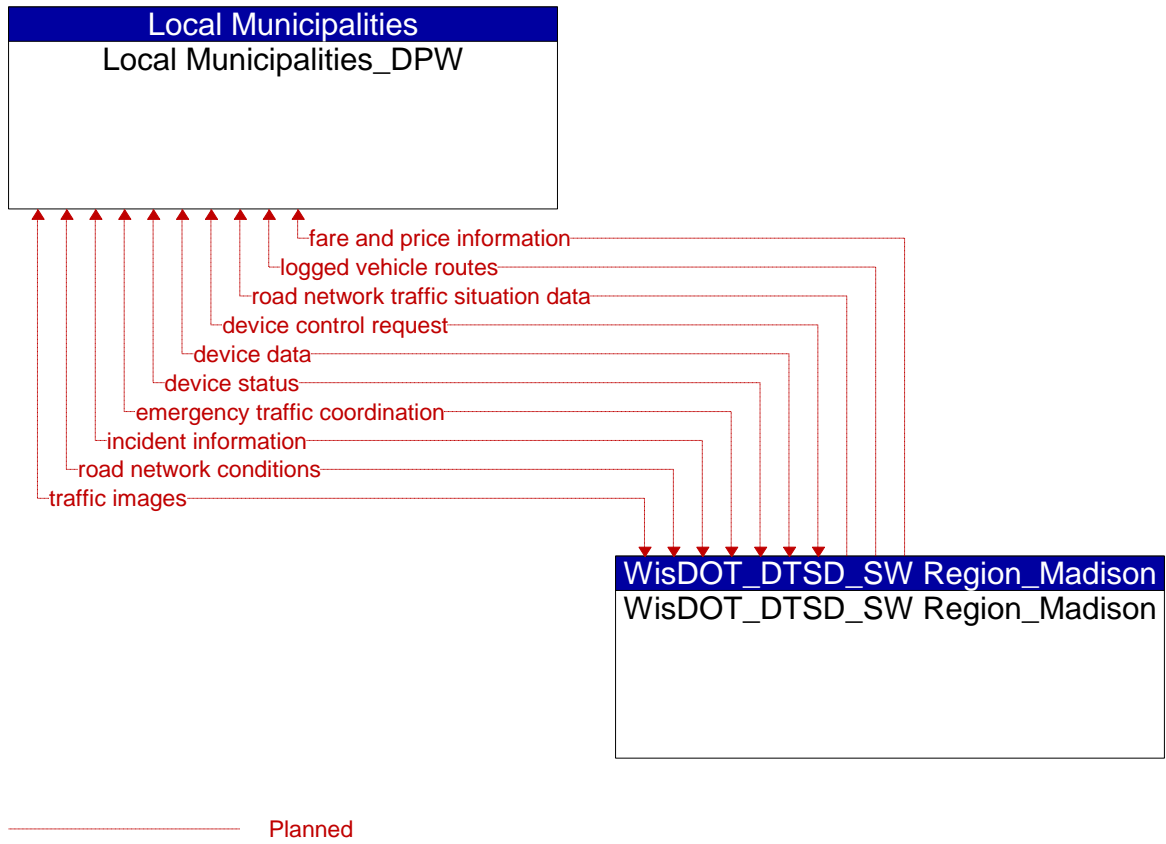 Local Municipalities
Local Municipalities_DPW
fare and price information
logged vehicle routes
road network traffic situation data
device control request
device data
device status
emergency traffic coordination
incident information
road network conditions
traffic images
WisDOT_DTSD_SW Region_Madison
WisDOT_DTSD_SW Region_Madison
Planned